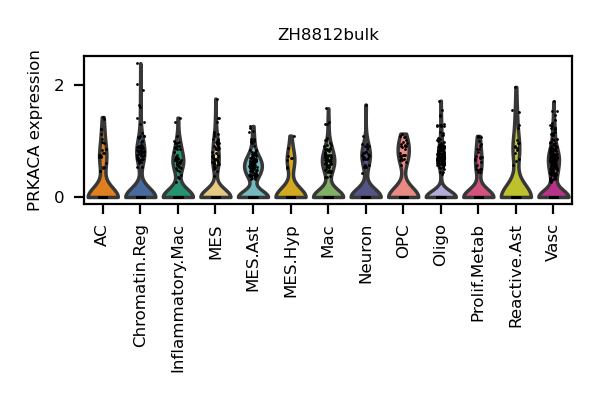 ZH8812bulk
PRKACA expression
2
0
AC
Chromatin.Reg
Inflammatory.Mac
MES
MES.Ast
MES.Hyp
Mac
Neuron
OPC
Oligo
Prolif.Metab
Reactive.Ast
Vasc